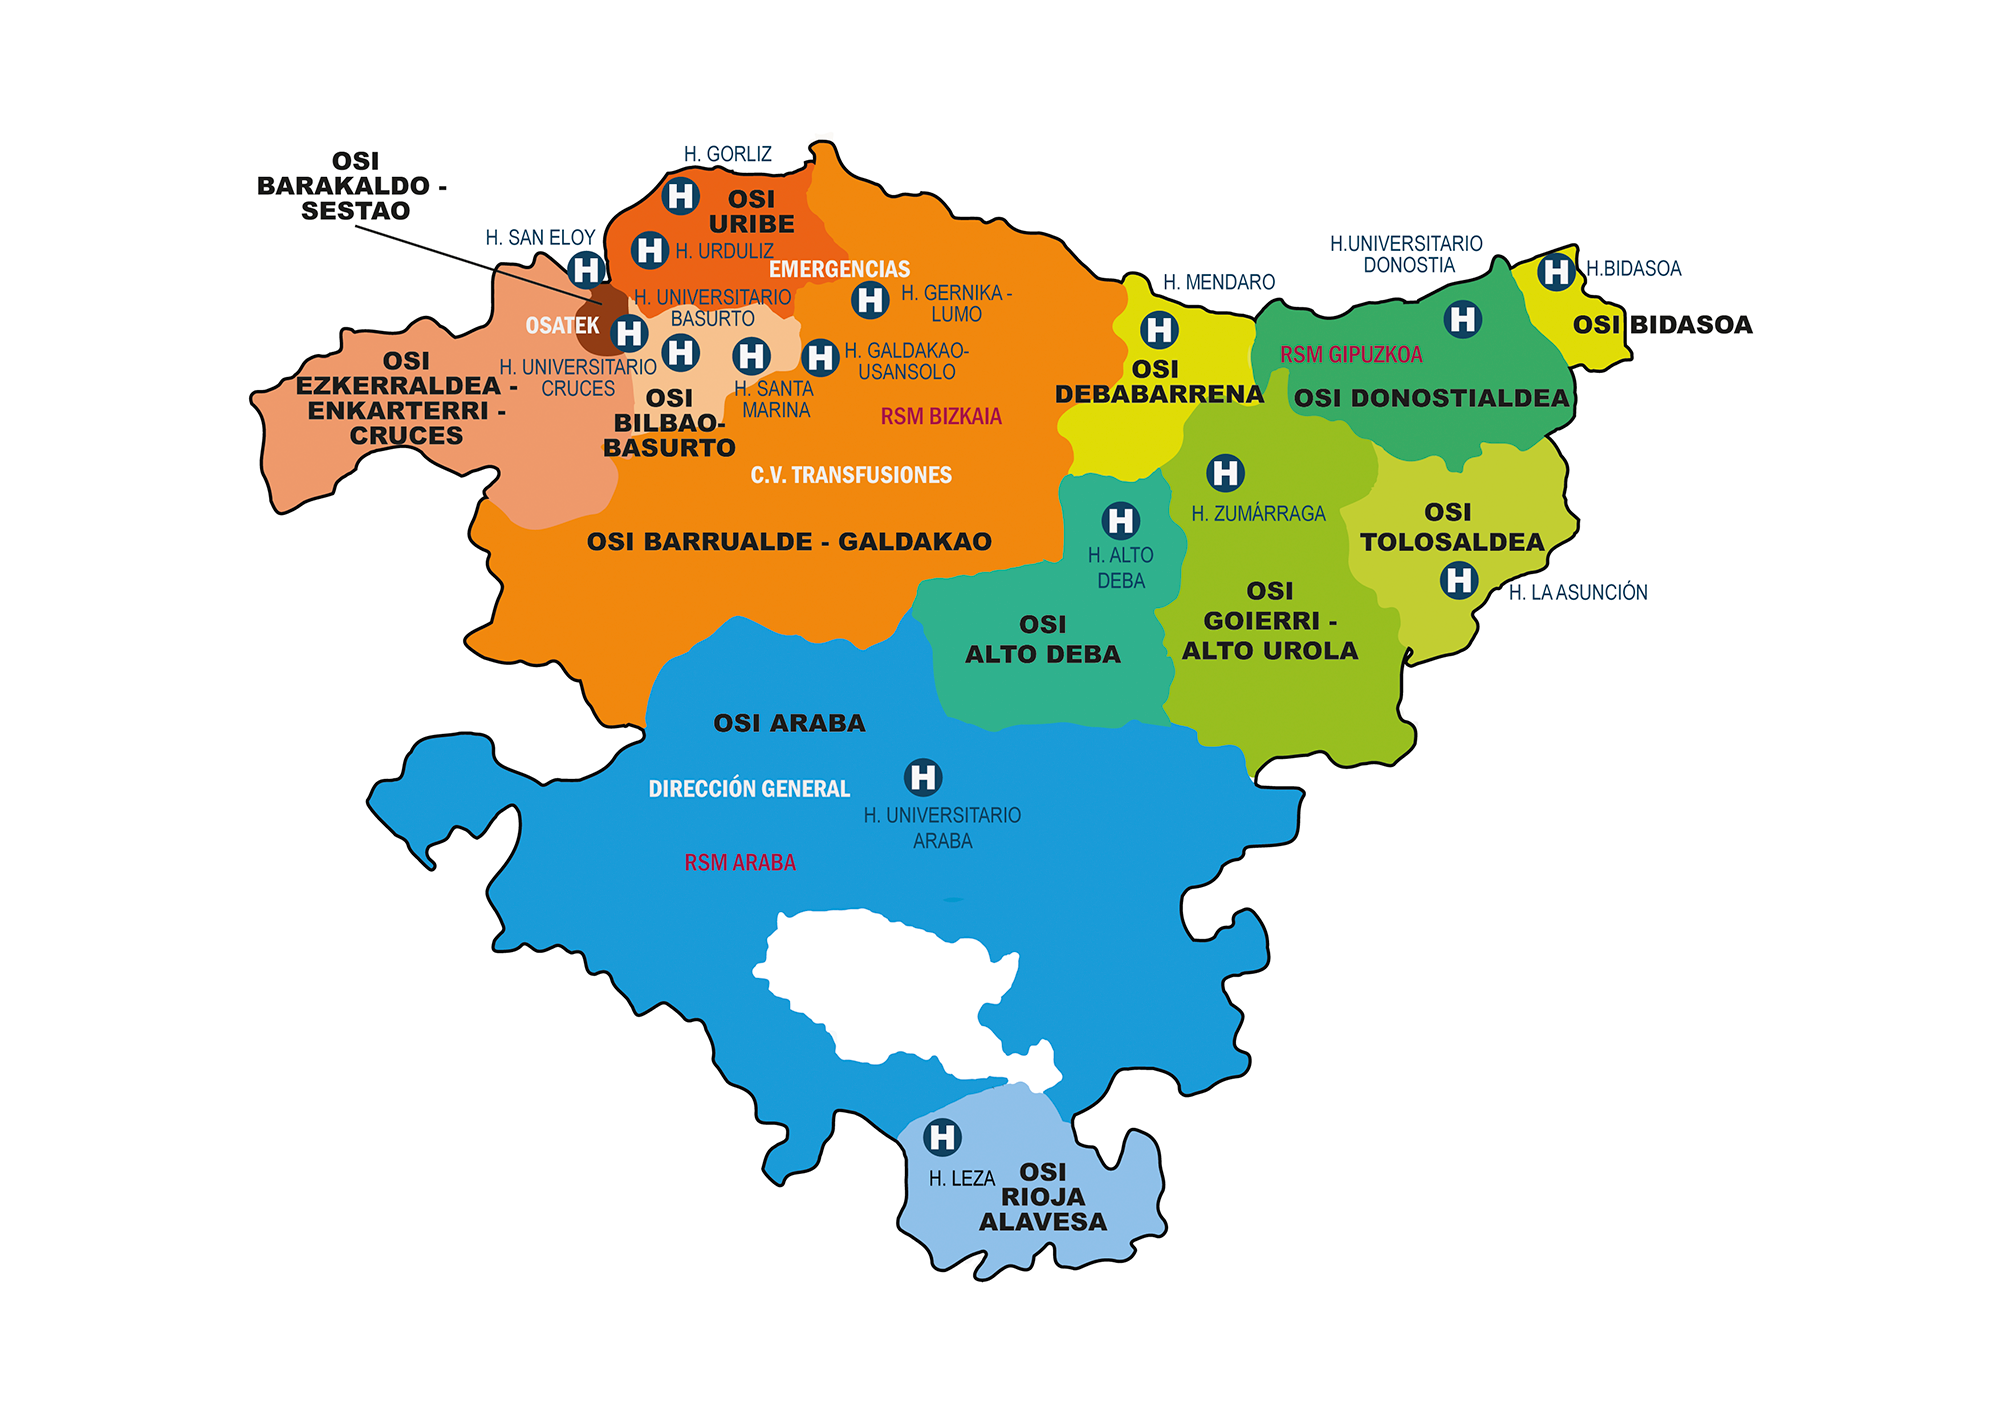 OSI
BARAKALDO -
SESTAO
H. GORLIZ
H
OSI
URIBE
H. SAN ELOY
H
H
H. URDULIZ
EMERGENCIAS
H. UNIVERSITARIO
BASURTO
H
H. GERNIKA -
LUMO
OSATEK
H
H
H
H
H. GALDAKAO-
USANSOLO
H. UNIVERSITARIO
CRUCES
H. SANTA
MARINA
OSI
EZKERRALDEA -
ENKARTERRI -
CRUCES
OSI
BILBAO-
BASURTO
RSM BIZKAIA
C.V. TRANSFUSIONES
OSI BARRUALDE - GALDAKAO
H. MENDARO
H
OSI
DEBABARRENA
H.UNIVERSITARIO
DONOSTIA
H
H
H.BIDASOA
OSI BIDASOA
RSM GIPUZKOA
OSI DONOSTIALDEA
H
H. ZUMÁRRAGA
H
H. ALTO
DEBA
OSI
TOLOSALDEA
H
H. LA ASUNCIÓN
OSI
ALTO DEBA
OSI
GOIERRI -
ALTO UROLA
OSI ARABA
DIRECCIÓN GENERAL
H
H. UNIVERSITARIO
ARABA
RSM ARABA
H
H. LEZA
OSI
RIOJA
ALAVESA